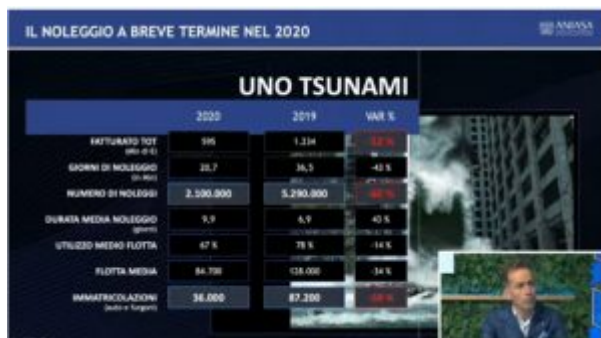 IL NOLEGGIO A BREVE TERMINE NEL 2020
ANIASA
UNO TSUNAMI
2020 2019 VAR %
FATTURATO TOT 595 1.234
GIORNI DI NOLEGGIO 20,7 36,5 -43 %
NUMERO DI NOLEGGI 2.100.000 5.290.000
DURATA MEDIA NOLEGGIO 9,9 6,9 43 %
(giorni)
UTILIZZO MEDIO FLOTTA 67 % 78 % -14 %
FLOTTA MEDIA 84.700 128.000 -34 %
IMMATRICOLAZIONI 36.000 87.200
(auto e furgoni)